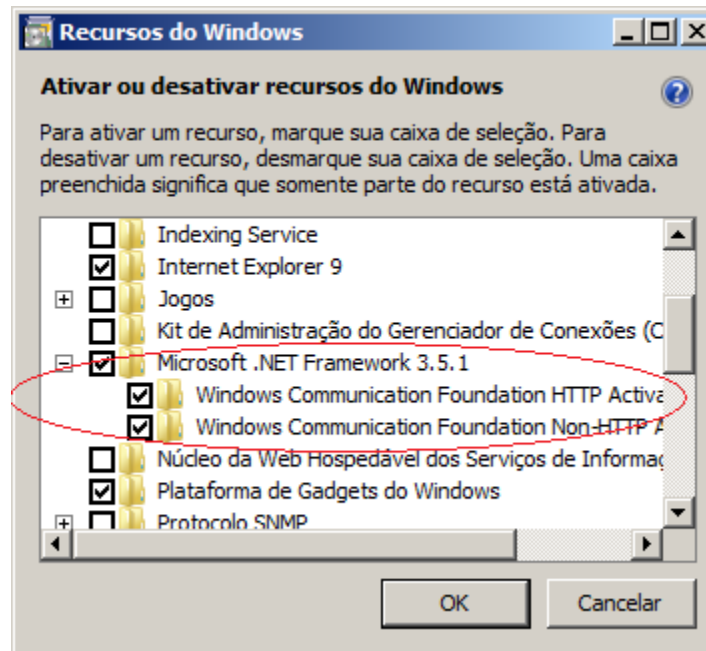 Recursos do Windows
Ativar ou desativar recursos do Windows
Para ativar um recurso, marque sua caixa de seleção. Para
desativar um recurso, desmarque sua caixa de seleção. Uma caixa
preenchida significa que somente parte do recurso está ativada.
Indexing Service
Internet Explorer 9
Jogos
Kit de Administração do Gerenciador de Conexões (C
Microsoft .NET Framework 3.5.1
Windows Communication Foundation HTTP Activa
Windows Communication Foundation Non-HTTP A
Núcleo da Web Hospedável dos Serviços de Informaç
Plataforma de Gadgets do Windows
Protocolo SNMP
OK Cancelar